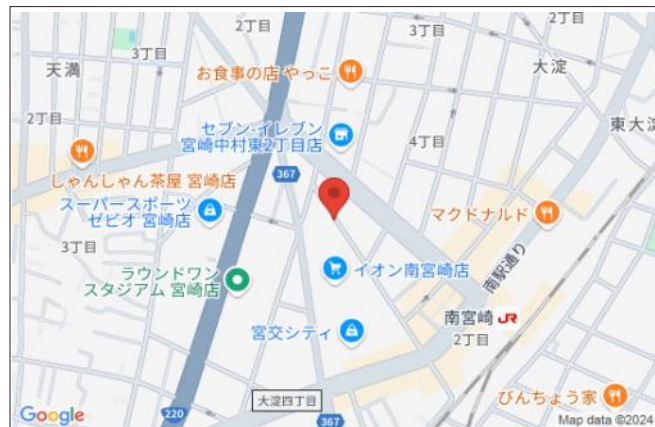 2丁目
3丁目
3丁目
天満
お食事の店 やっこ
大淀
2丁目
セブン-イレブン
宮崎中村東2丁目店
4丁目
東大淀
367
しゃんしゃん茶屋 宮崎店
スーパースポーツ
ゼビオ 宮崎店
マクドナルド
3丁目
ラウンドワン
スタジアム 宮崎店
イオン南宮崎店
南駅通り
宮交シティ
南宮崎 JR
2丁目
大淀四丁目
びんちょう家
Google
220
367
Map data ©2024